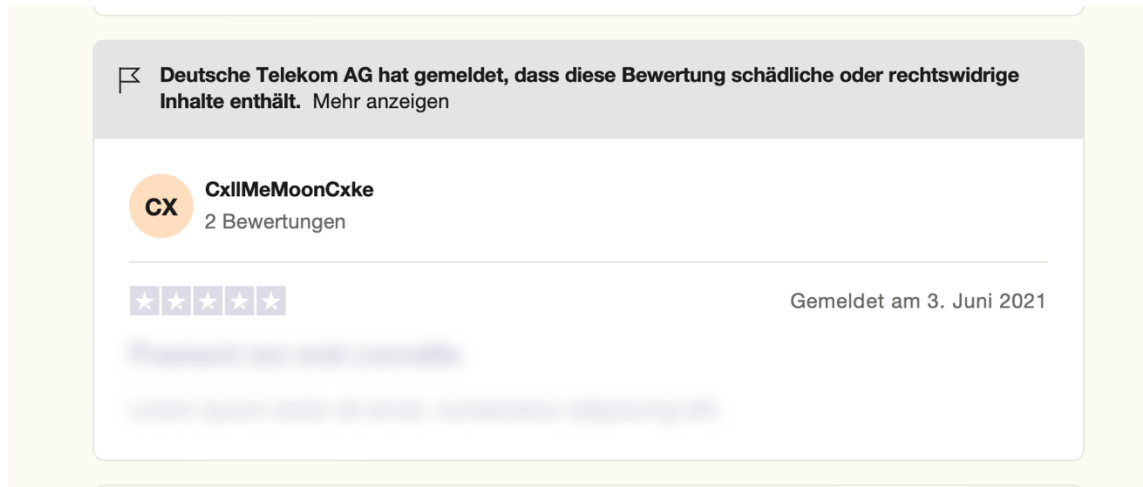 Deutsche Telekom AG hat gemeldet, dass diese Bewertung schädliche oder rechtswidrige
Inhalte enthält. Mehr anzeigen
CX
CxllMeMoonCxke
2 Bewertungen
Gemeldet am 3. Juni 2021